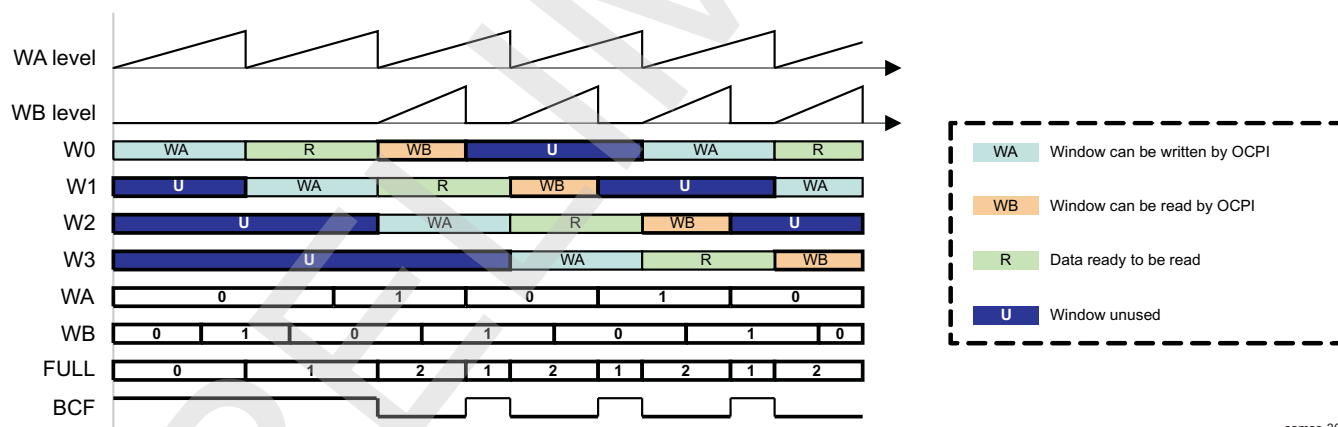 WA level
WB level
W0 WA R WB U WA R
W1 U WA R WB U WA
W2 U WA R WB U
W3 U WA R WB
WA 0 1 0 1 0
WB 0 1 0 1 0 1 0
FULL 0 1 2 1 2 1 2 1 2
BCF
WA Window can be written by OCPI
WB Window can be read by OCPI
R Data ready to be read
U Window unused